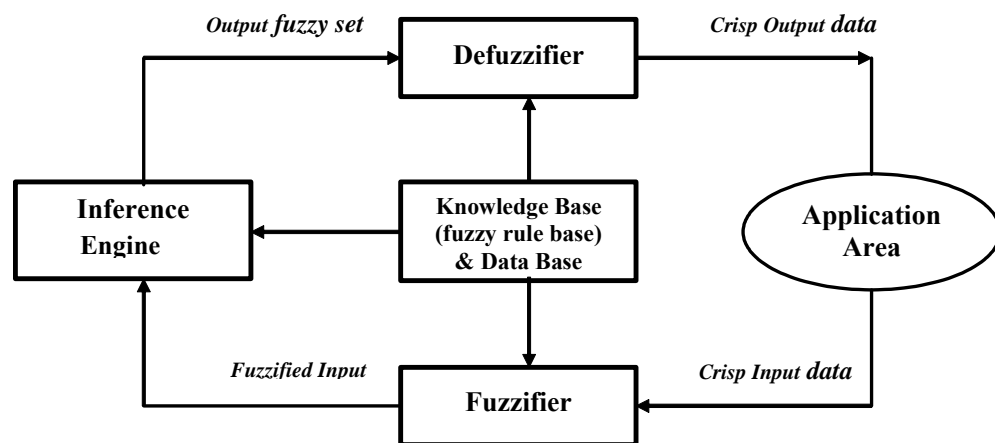 Output fuzzy set
Crisp Output data
Defuzzifier
Inference
Engine
Knowledge Base
(fuzzy rule base)
& Data Base
Application
Area
Fuzzified Input
Crisp Input data
Fuzzifier